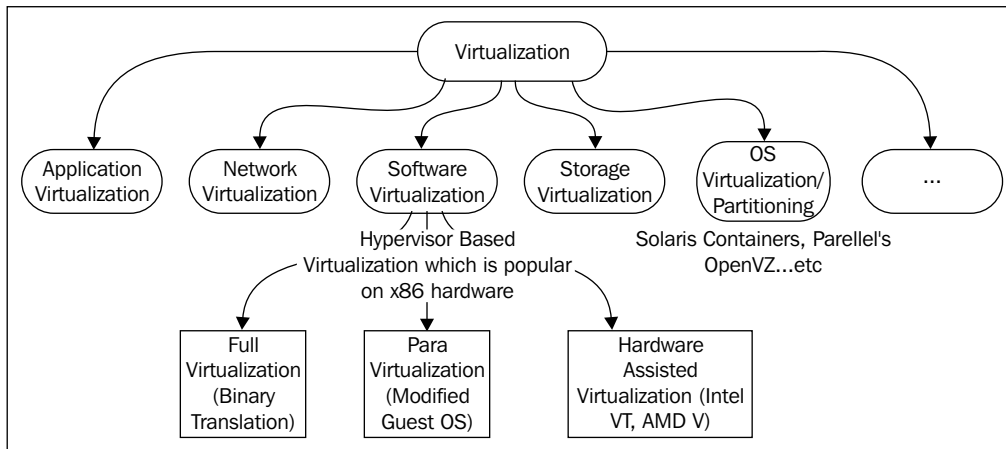 Virtualization
Application
Virtualization
Network
Virtualization
Software
Virtualization
Storage
Virtualization
OS
Virtualization/
Partitioning
...
Hypervisor Based
Virtualization which is popular
on x86 hardware
Solaris Containers, Parellel's
OpenVZ...etc
Full
Virtualization
(Binary
Translation)
Para
Virtualization
(Modified
Guest OS)
Hardware
Assisted
Virtualization (Intel
VT, AMD V)